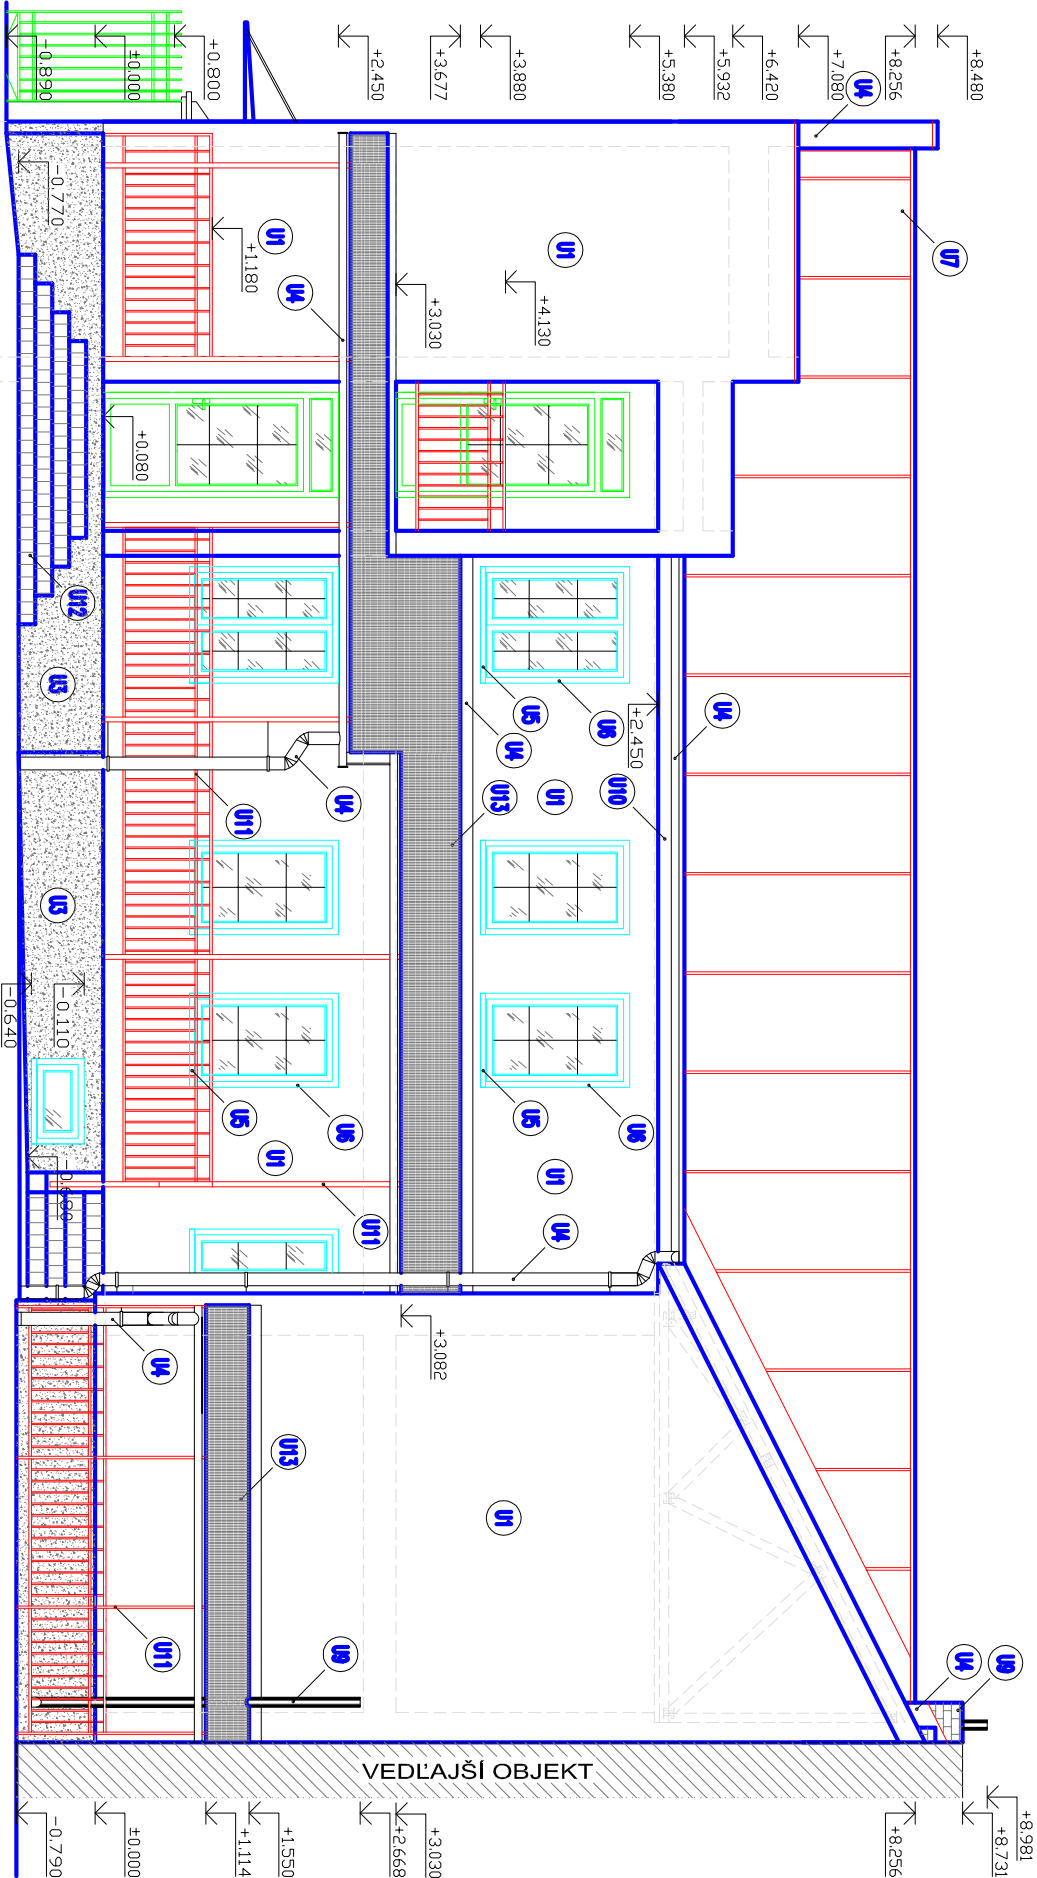 +8.480
+8.256
+7.080
+6.420
+5.932
+5.380
+3.880
+3.677
+2.450
+0.800
±0.000
-0.890
U4
U7
U1
U1
U4
-0.770
+1.180
+3.030
+4.130
+0.080
U12
U3
U5
U6
+2.450
U4
U4
U13
U1
U10
U4
U11
U3
-0.110
-0.640
U5
U6
U5
U6
U1
U1
-0.690
U11
U4
+3.082
U4
U13
U1
U11
U9
U4
U9
VEDĽAJŠÍ OBJEKT
+8.981
+8.731
+8.256
+3.030
+2.668
+1.550
+1.114
±0.000
-0.790